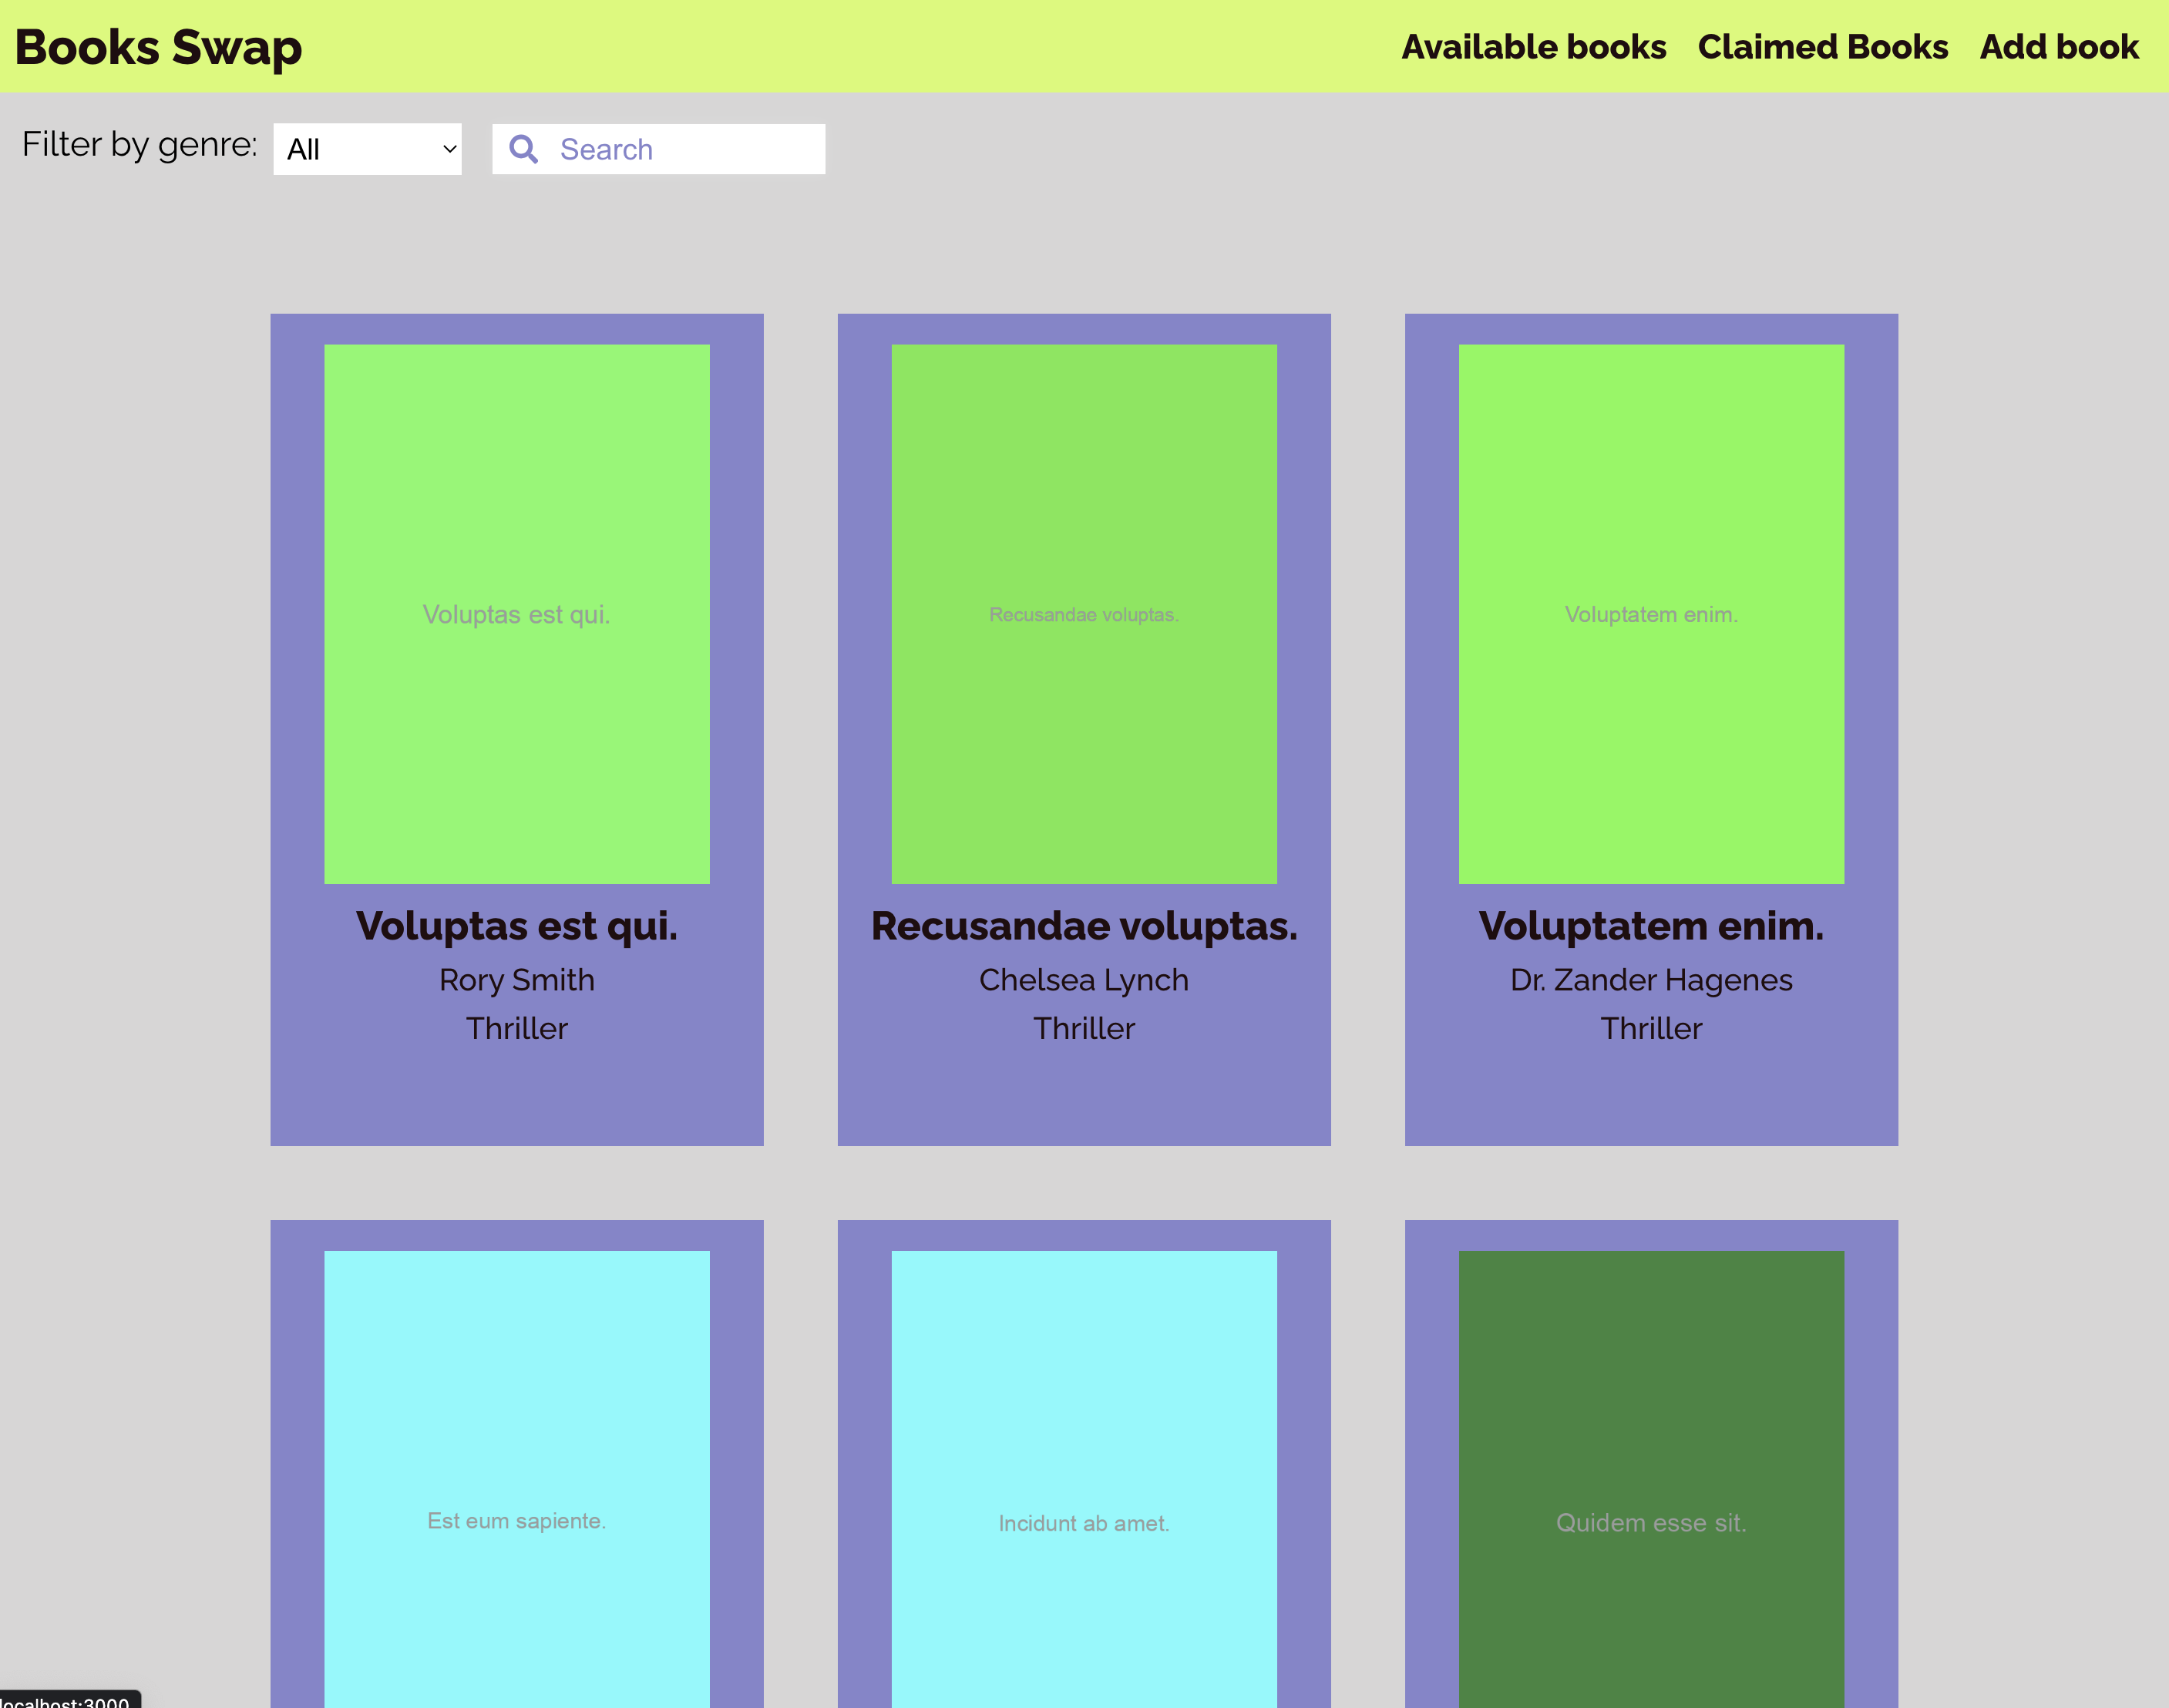 Books Swap
Available books Claimed Books Add book
Filter by genre: All Search
Voluptas est qui. Recusandae voluptas. Voluptatem enim.
Voluptas est qui. Recusandae voluptas. Voluptatem enim.
Rory Smith Chelsea Lynch Dr. Zander Hagenes
Thriller Thriller Thriller
Est eum sapiente. Incidunt ab amet. Quidem esse sit.
localhost:3000